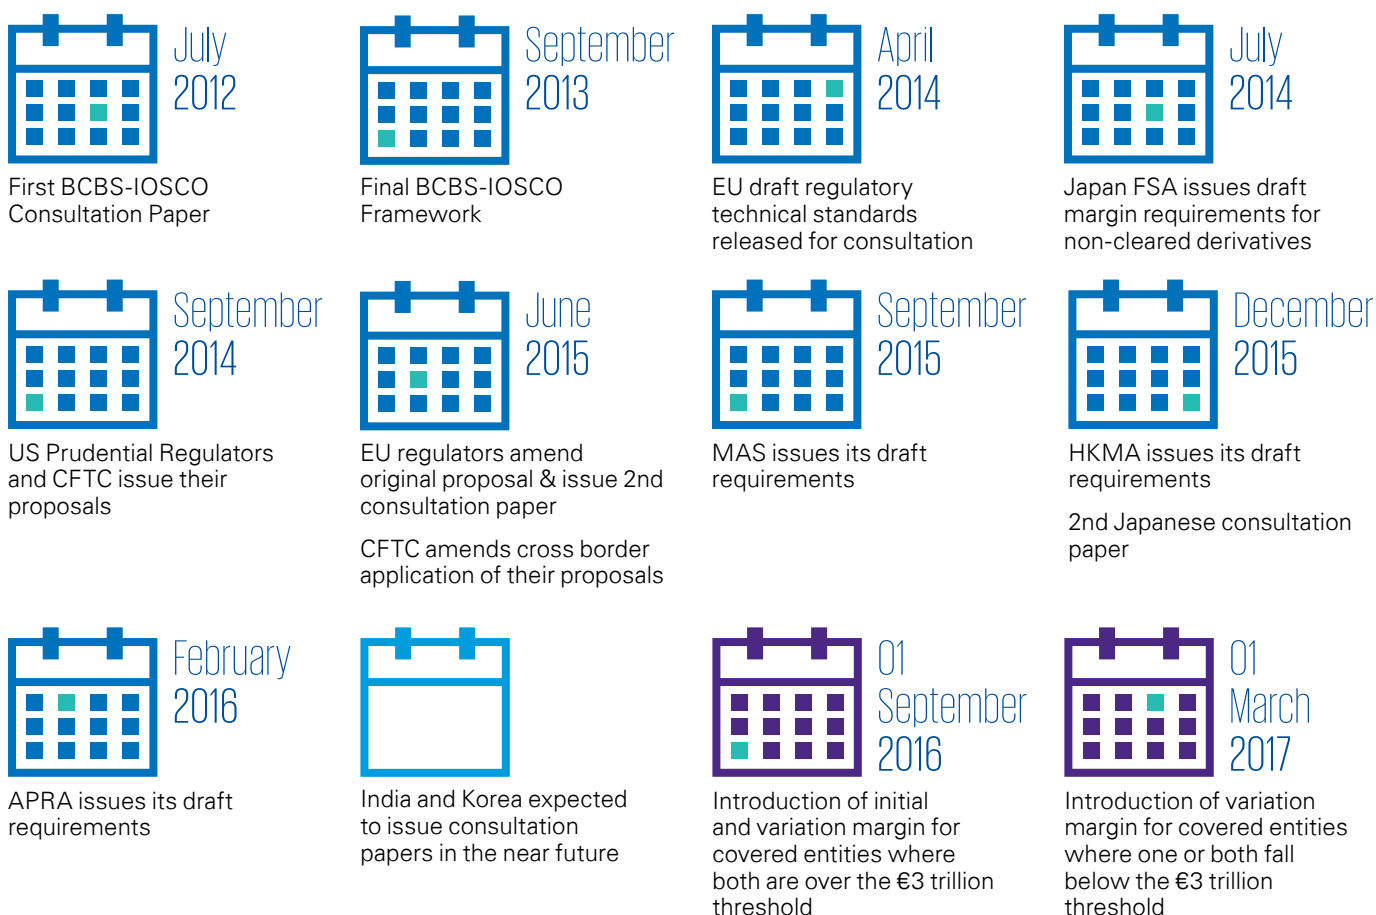 July
2012
First BCBS-IOSCO
Consultation Paper
September
2013
Final BCBS-IOSCO
Framework
April
2014
EU draft regulatory
technical standards
released for consultation
July
2014
Japan FSA issues draft
margin requirements for
non-cleared derivatives
September
2014
US Prudential Regulators
and CFTC issue their
proposals
June
2015
EU regulators amend
original proposal & issue 2nd
consultation paper
CFTC amends cross border
application of their proposals
September
2015
MAS issues its draft
requirements
December
2015
HKMA issues its draft
requirements
2nd Japanese consultation
paper
February
2016
APRA issues its draft
requirements
India and Korea expected
to issue consultation
papers in the near future
01
September
2016
Introduction of initial
and variation margin for
covered entities where
both are over the €3 trillion
threshold
01
March
2017
Introduction of variation
margin for covered entities
where one or both fall
below the €3 trillion
threshold